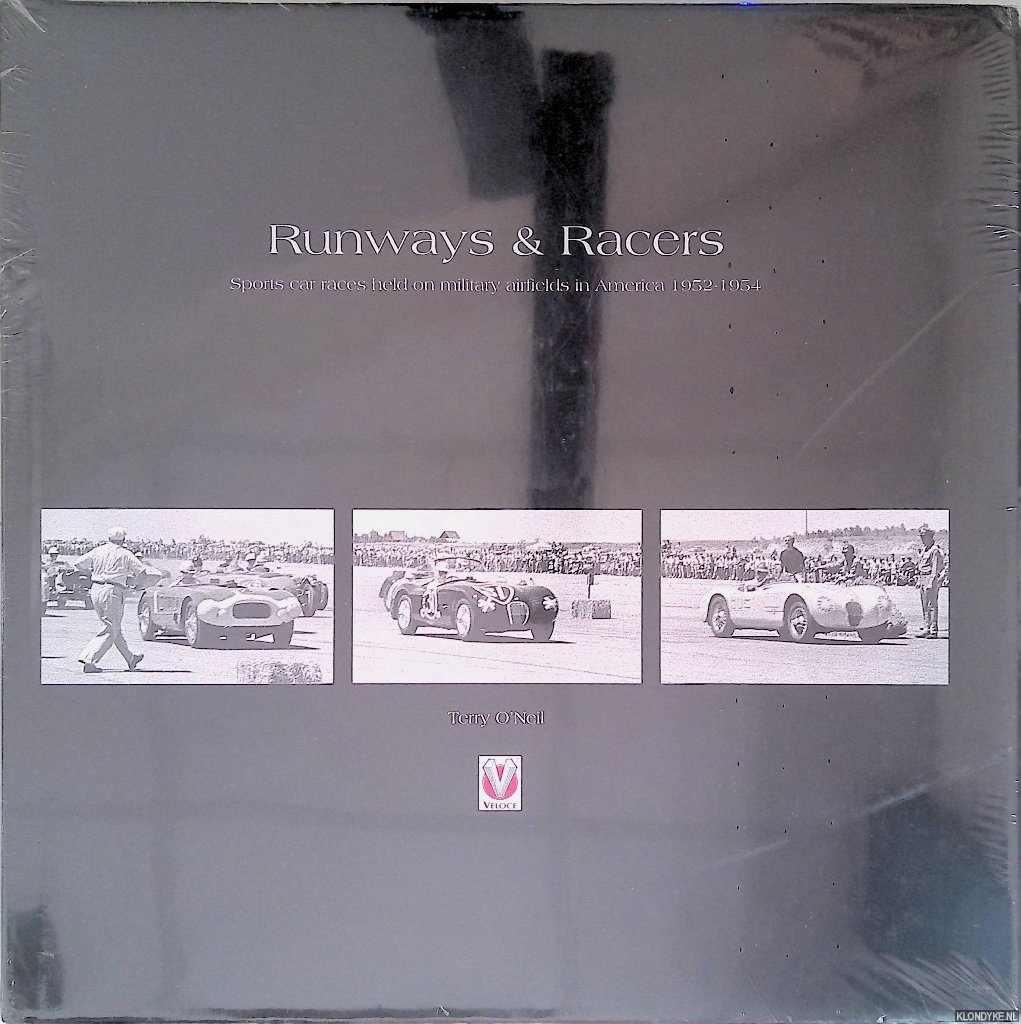 Runways & Racers
Sports car races held on military airfields in America 1952-1954
Terry O'Neil
V
VELOCE
KLONDYKE.NL